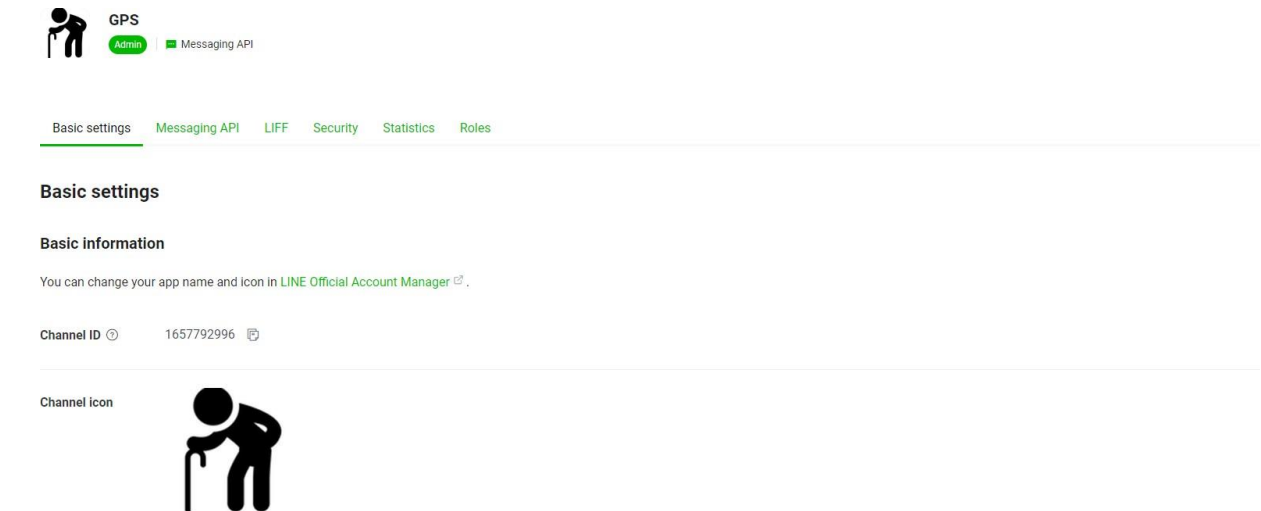 GPS
Admin Messaging API
Basic settings Messaging API LIFF Security Statistics Roles
Basic settings
Basic information
You can change your app name and icon in LINE Official Account Manager .
Channel ID 1657792996
Channel icon